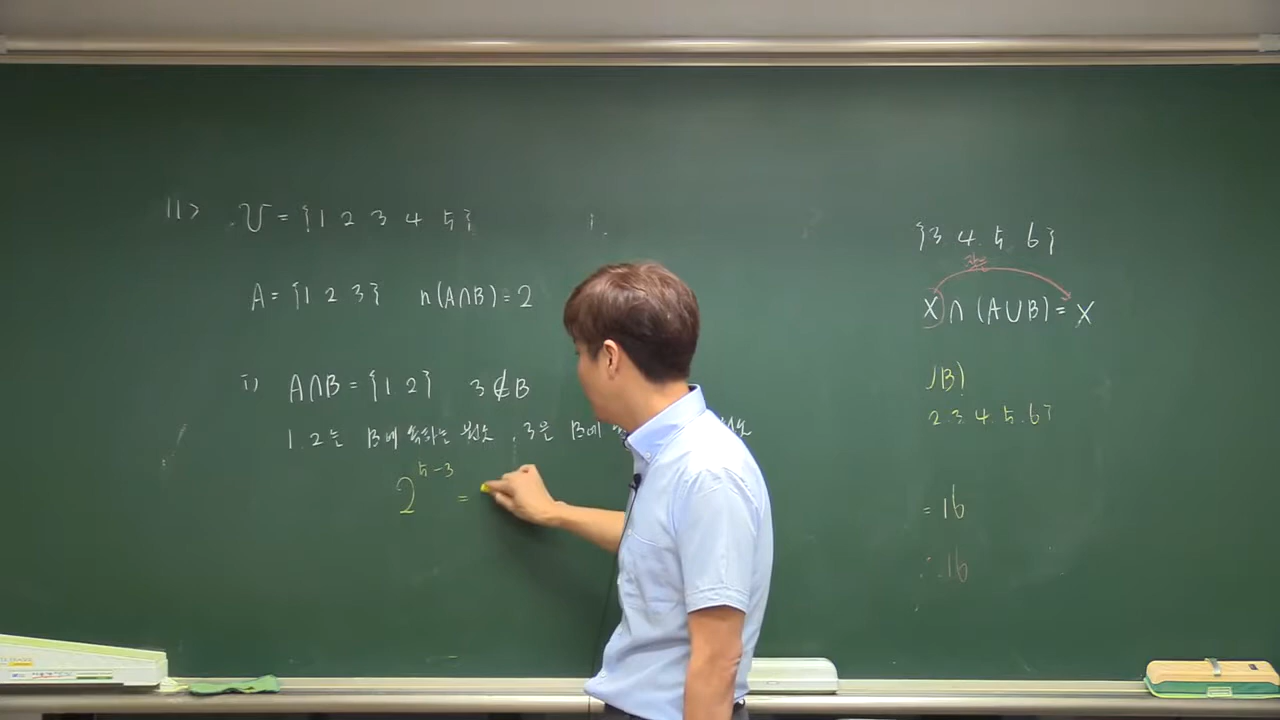 11> U = {1 2 3 4 5}
A = {1 2 3} n(A∩B) = 2
i) A∩B = {1 2} 3 ∉ B
1. 2는 B에 속하는 원소, 3은 B에
2^{5-3} =
i.
{3 4. 5. 6}
X ∩ (A ∪ B) = X
B)
2. 3. 4. 5. 6}
= 16
∴ 16